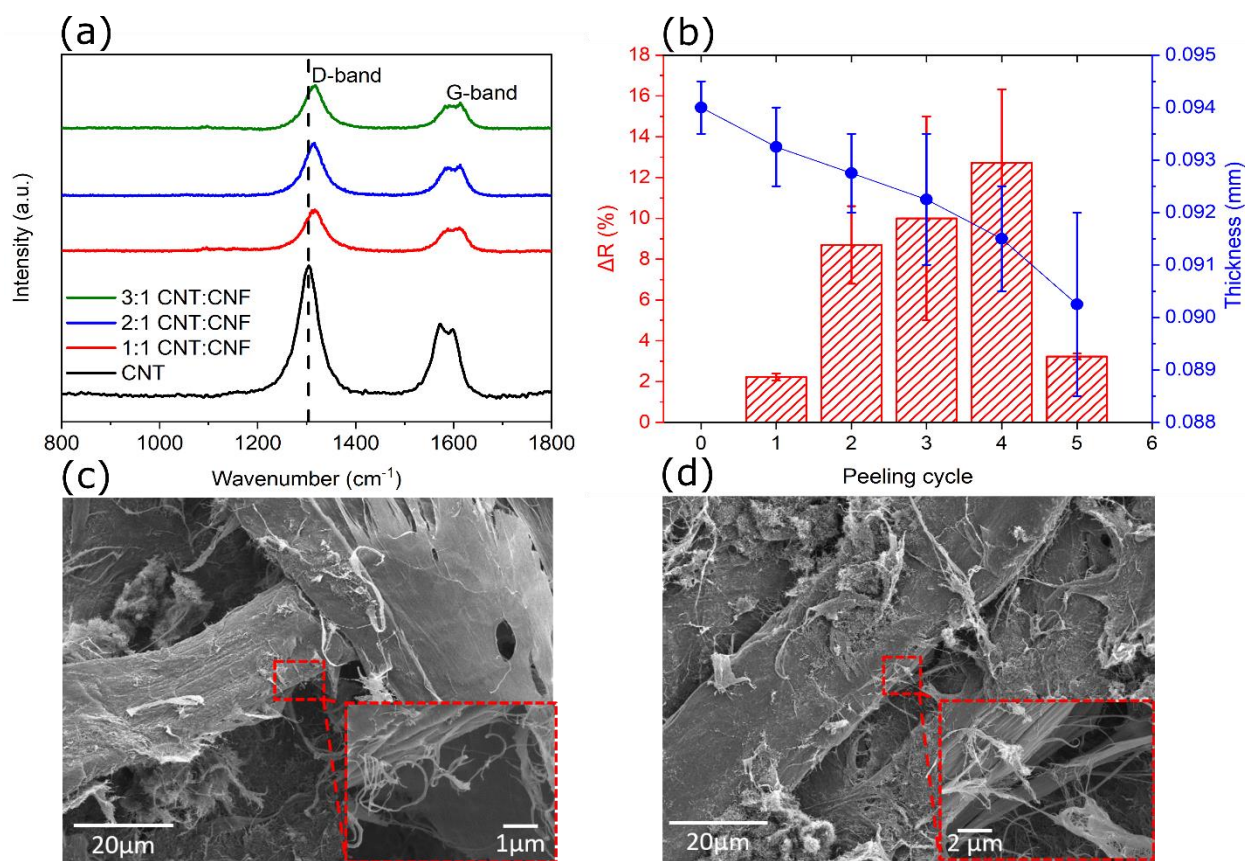 (a)
D-band
G-band
3:1 CNT:CNF
2:1 CNT:CNF
1:1 CNT:CNF
CNT
Intensity (a.u.)
800 1000 1200 1400 1600 1800
Wavenumber (cm⁻¹)
(b)
18
16
14
12
10
8
6
4
2
0
ΔR (%)
0.095
0.094
0.093
0.092
0.091
0.090
0.089
0.088
Thickness (mm)
0 1 2 3 4 5 6
Peeling cycle
(c)
20µm
1µm
(d)
20µm
2 µm